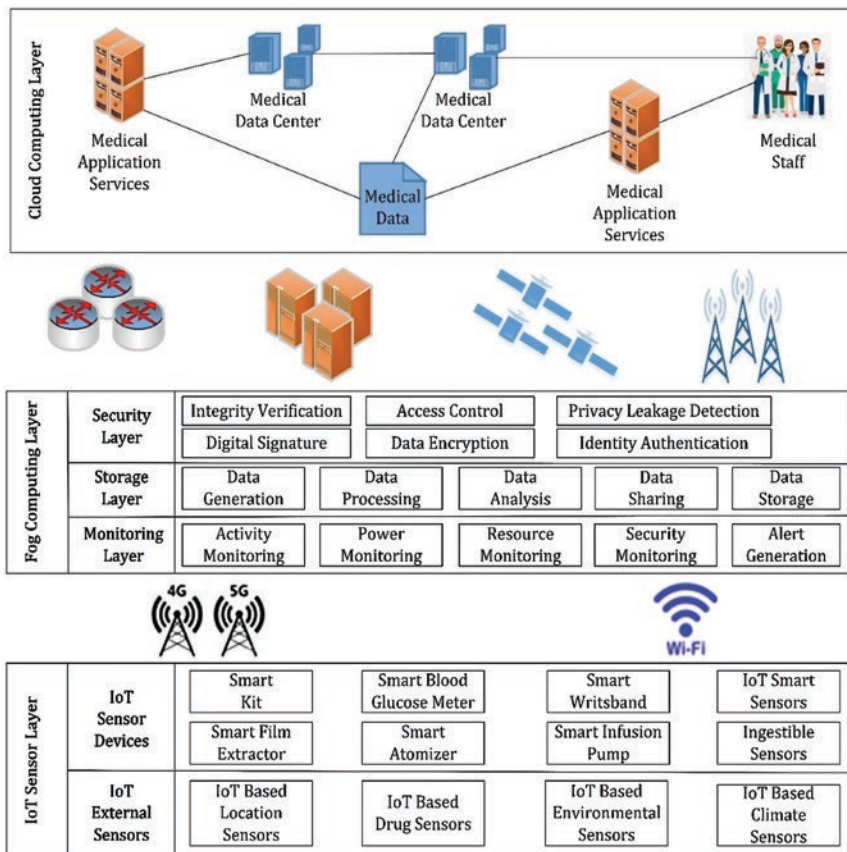 Cloud Computing Layer
Medical
Application
Services
Medical
Data Center
Medical
Data Center
Medical
Data
Medical
Application
Services
Medical
Staff
Fog Computing Layer
Security
Layer
Integrity Verification
Access Control
Privacy Leakage Detection
Digital Signature
Data Encryption
Identity Authentication
Storage
Layer
Data
Generation
Data
Processing
Data
Analysis
Data
Sharing
Data
Storage
Monitoring
Layer
Activity
Monitoring
Power
Monitoring
Resource
Monitoring
Security
Monitoring
Alert
Generation
4G
5G
Wi-Fi
IoT Sensor Layer
IoT
Sensor
Devices
Smart
Kit
Smart Blood
Glucose Meter
Smart
Writsband
IoT Smart
Sensors
Smart Film
Extractor
Smart
Atomizer
Smart Infusion
Pump
Ingestible
Sensors
IoT
External
Sensors
IoT Based
Location
Sensors
IoT Based
Drug Sensors
IoT Based
Environmental
Sensors
IoT Based
Climate
Sensors